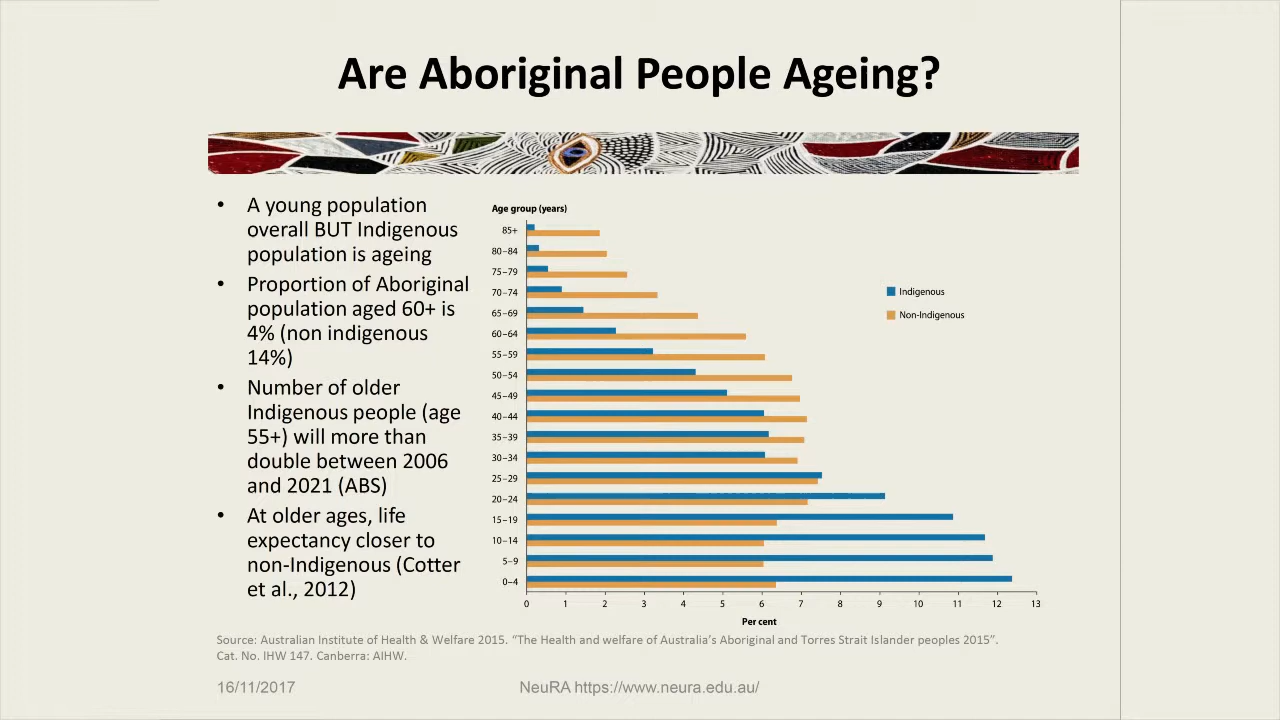 Are Aboriginal People Ageing?
• A young population
overall BUT Indigenous
population is ageing
• Proportion of Aboriginal
population aged 60+ is
4% (non indigenous
14%)
• Number of older
Indigenous people (age
55+) will more than
double between 2006
and 2021 (ABS)
• At older ages, life
expectancy closer to
non-Indigenous (Cotter
et al., 2012)
Age group (years)
85+
80–84
75–79
70–74
65–69
60–64
55–59
50–54
45–49
40–44
35–39
30–34
25–29
20–24
15–19
10–14
5–9
0–4
0 1 2 3 4 5 6 7 8 9 10 11 12 13
Per cent
Indigenous
Non-Indigenous
Source: Australian Institute of Health & Welfare 2015. “The Health and welfare of Australia’s Aboriginal and Torres Strait Islander peoples 2015”.
Cat. No. IHW 147. Canberra: AIHW.
16/11/2017 NeuRA https://www.neura.edu.au/